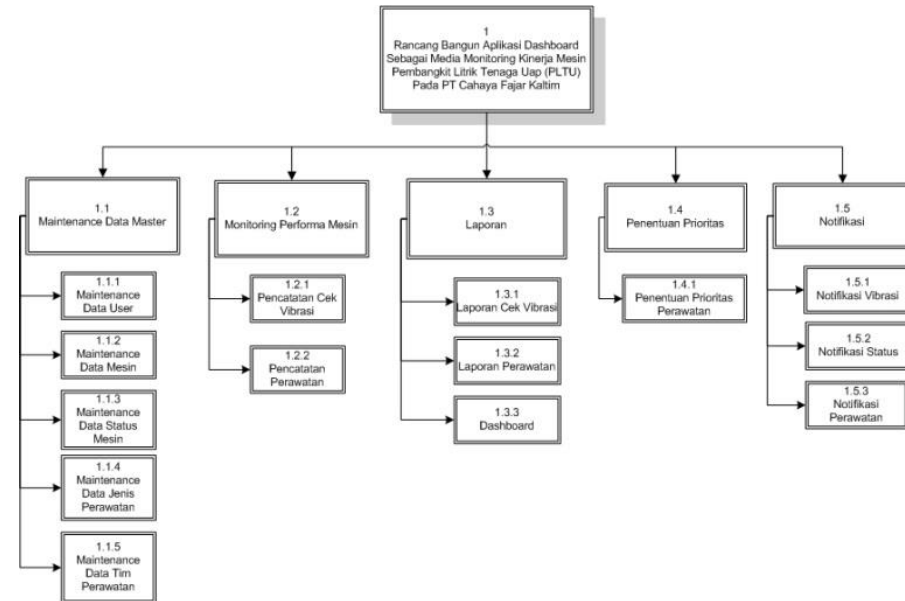 1
Rancang Bangun Aplikasi Dashboard
Sebagai Media Monitoring Kinerja Mesin
Pembangkit Litrik Tenaga Uap (PLTU)
Pada PT Cahaya Fajar Kaltim
1.1
Maintenance Data Master
1.1.1
Maintenance
Data User
1.1.2
Maintenance
Data Mesin
1.1.3
Maintenance
Data Status
Mesin
1.1.4
Maintenance
Data Jenis
Perawatan
1.1.5
Maintenance
Data Tim
Perawatan
1.2
Monitoring Performa Mesin
1.2.1
Pencatatan Cek
Vibrasi
1.2.2
Pencatatan
Perawatan
1.3
Laporan
1.3.1
Laporan Cek Vibrasi
1.3.2
Laporan Perawatan
1.3.3
Dashboard
1.4
Penentuan Prioritas
1.4.1
Penentuan Prioritas
Perawatan
1.5
Notifikasi
1.5.1
Notifikasi Vibrasi
1.5.2
Notifikasi Status
1.5.3
Notifikasi
Perawatan